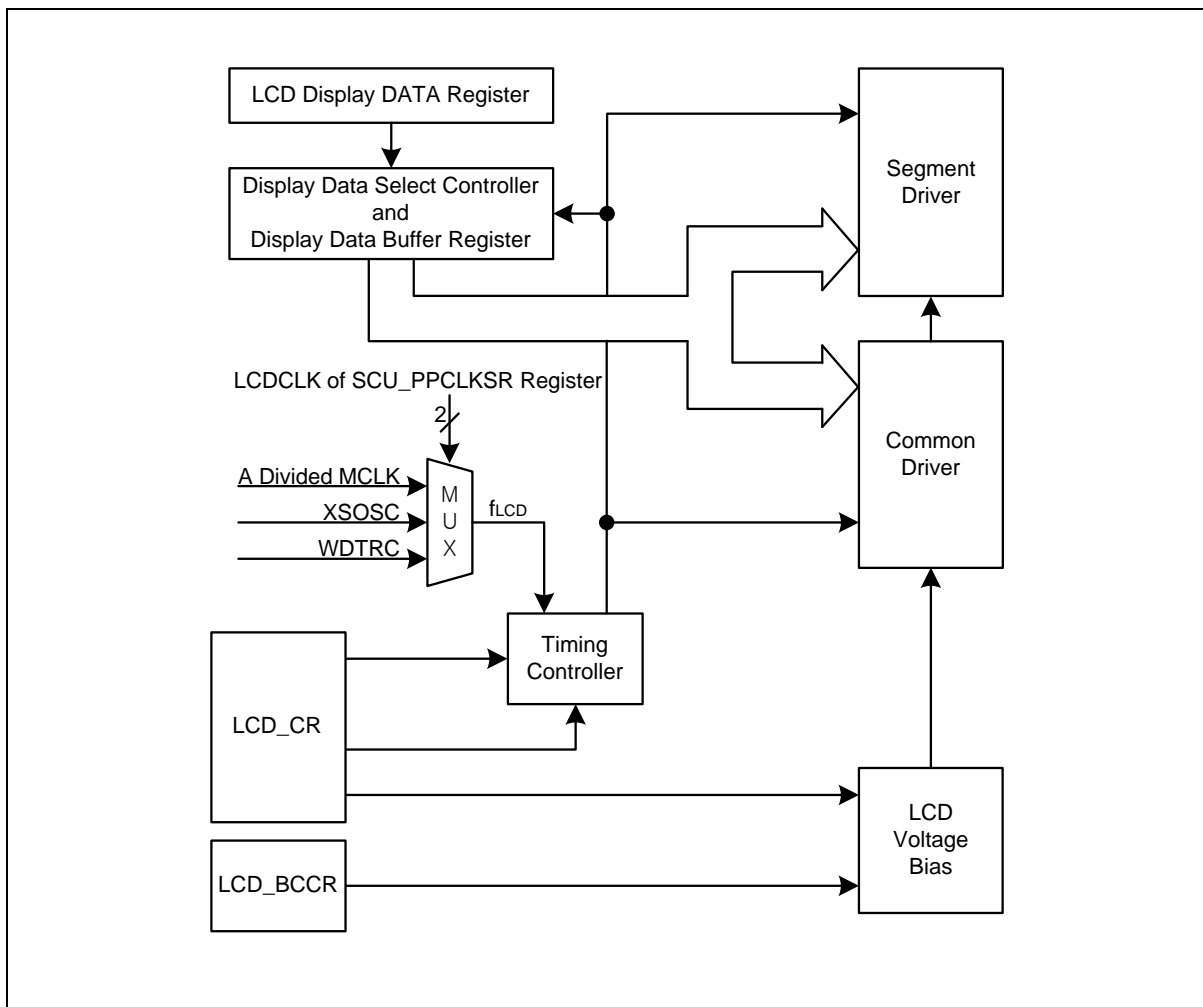 LCD Display DATA Register
Display Data Select Controller
and
Display Data Buffer Register
Segment
Driver
LCDCLK of SCU_PPCLKSR Register
2
A Divided MCLK
XSOSC
WDTRC
M
U
X
fLCD
Common
Driver
Timing
Controller
LCD_CR
LCD_BCCR
LCD
Voltage
Bias